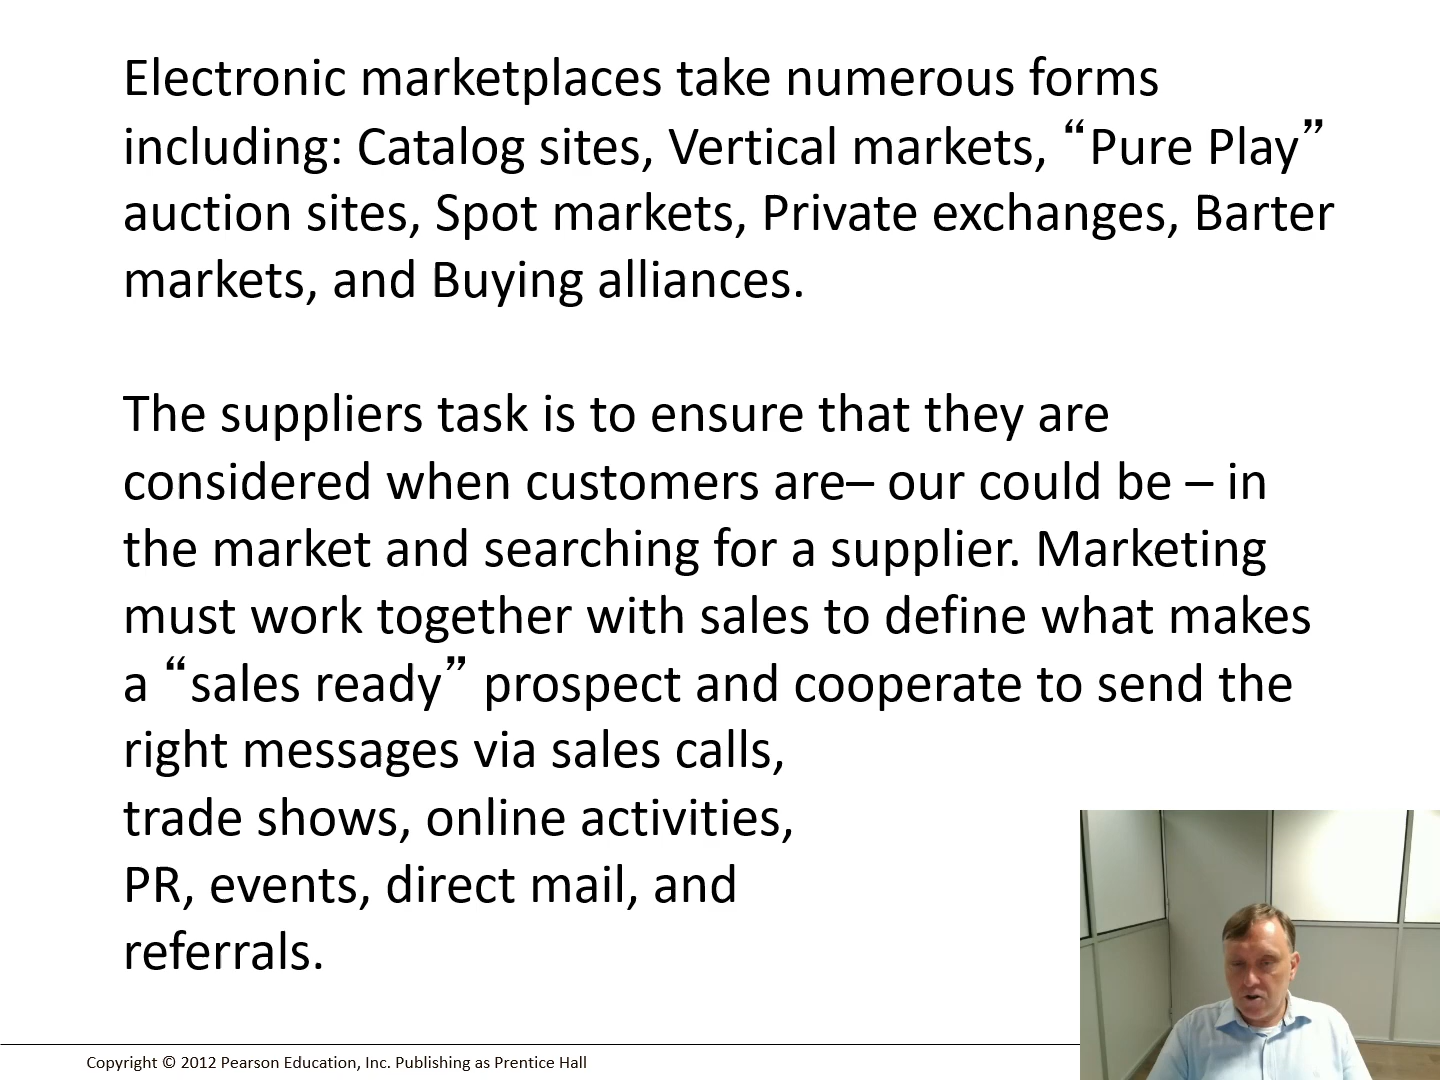 Electronic marketplaces take numerous forms
including: Catalog sites, Vertical markets, “Pure Play”
auction sites, Spot markets, Private exchanges, Barter
markets, and Buying alliances.
The suppliers task is to ensure that they are
considered when customers are– our could be – in
the market and searching for a supplier. Marketing
must work together with sales to define what makes
a “sales ready” prospect and cooperate to send the
right messages via sales calls,
trade shows, online activities,
PR, events, direct mail, and
referrals.
Copyright © 2012 Pearson Education, Inc. Publishing as Prentice Hall